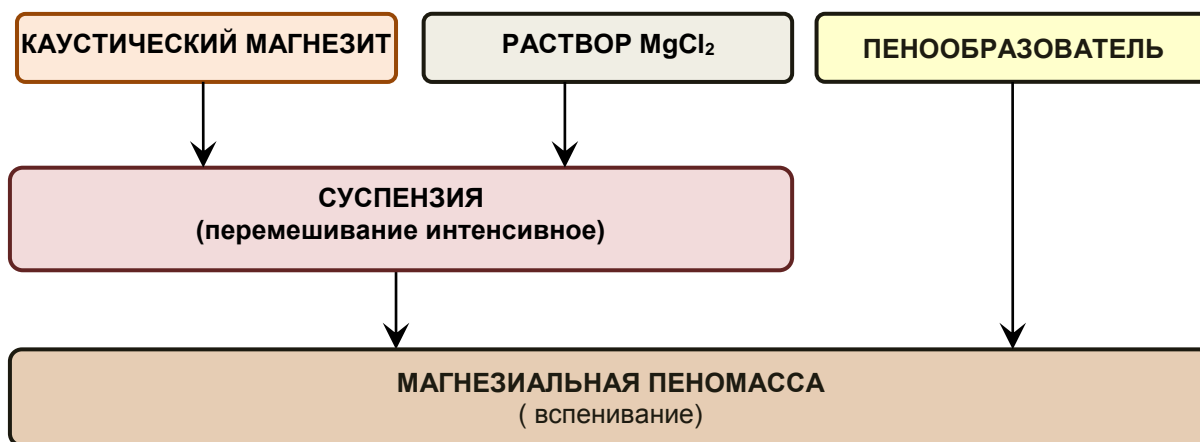 КАУСТИЧЕСКИЙ МАГНЕЗИТ
РАСТВОР MgCl₂
ПЕНООБРАЗОВАТЕЛЬ
СУСПЕНЗИЯ
(перемешивание интенсивное)
МАГНЕЗИАЛЬНАЯ ПЕНОМАССА
( вспенивание)